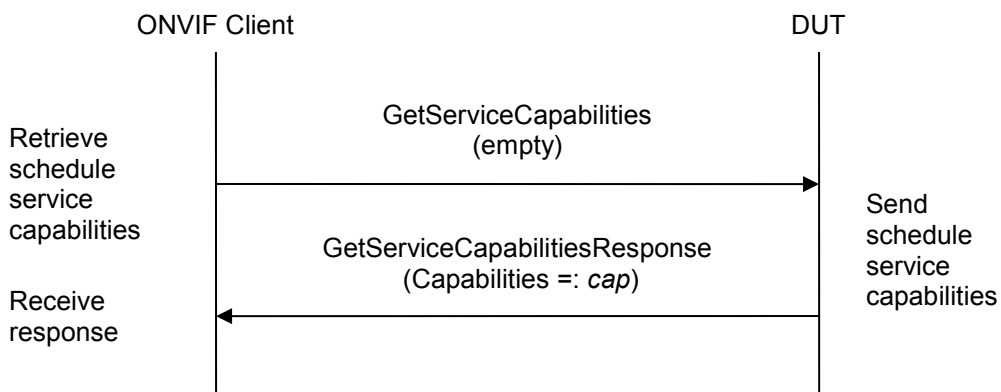 ONVIF Client
DUT
GetServiceCapabilities
(empty)
Retrieve
schedule
service
capabilities
Send
schedule
service
capabilities
GetServiceCapabilitiesResponse
(Capabilities =: cap)
Receive
response